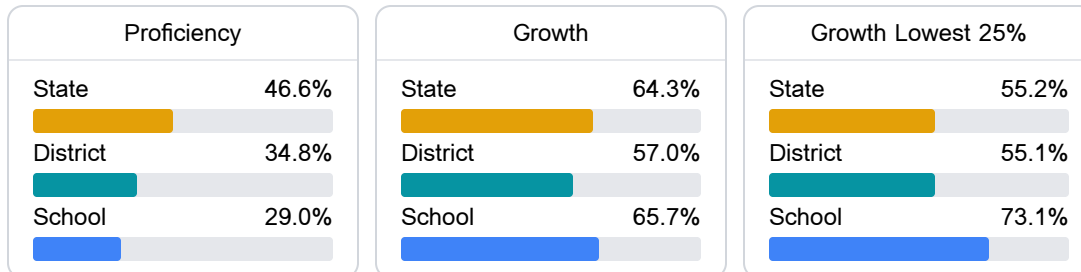 Proficiency
State 46.6%
District 34.8%
School 29.0%
Growth
State 64.3%
District 57.0%
School 65.7%
Growth Lowest 25%
State 55.2%
District 55.1%
School 73.1%